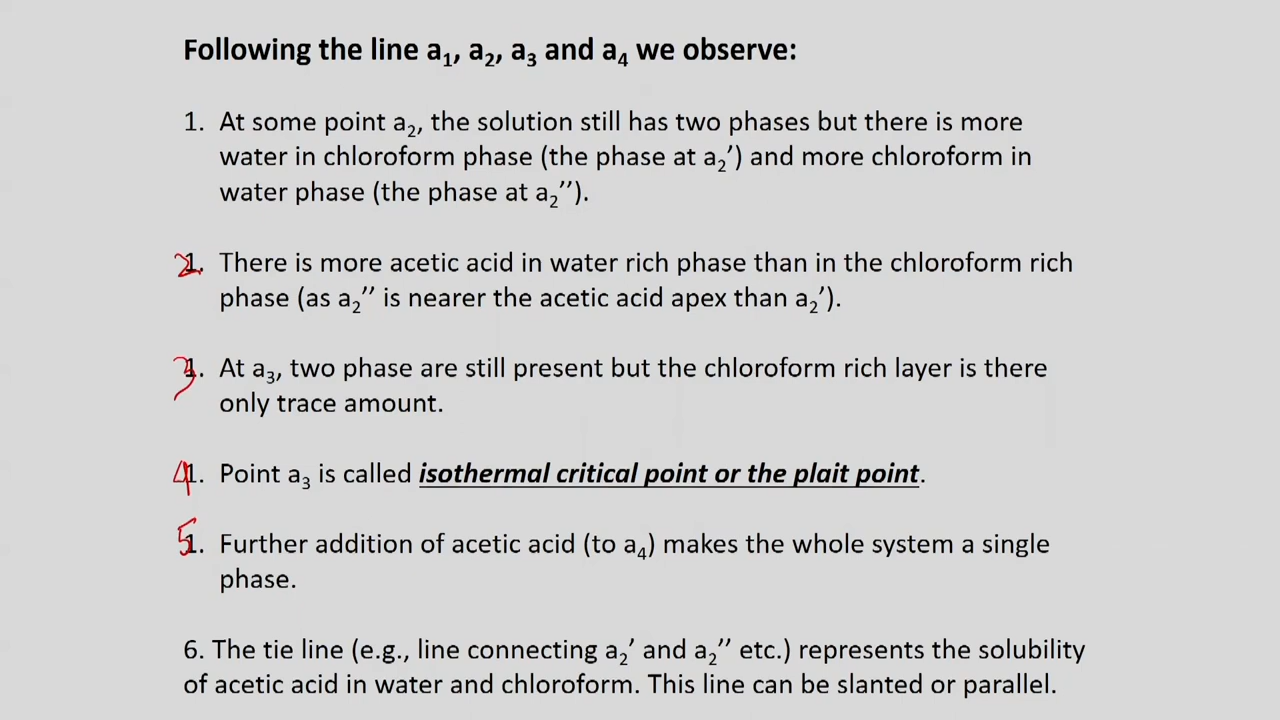 Following the line a₁, a₂, a₃ and a₄ we observe:
1. At some point a₂, the solution still has two phases but there is more
water in chloroform phase (the phase at a₂’) and more chloroform in
water phase (the phase at a₂’’).
2 1. There is more acetic acid in water rich phase than in the chloroform rich
phase (as a₂’’ is nearer the acetic acid apex than a₂’).
3 1. At a₃, two phase are still present but the chloroform rich layer is there
only trace amount.
4 1. Point a₃ is called isothermal critical point or the plait point.
5 1. Further addition of acetic acid (to a₄) makes the whole system a single
phase.
6. The tie line (e.g., line connecting a₂’ and a₂’’ etc.) represents the solubility
of acetic acid in water and chloroform. This line can be slanted or parallel.